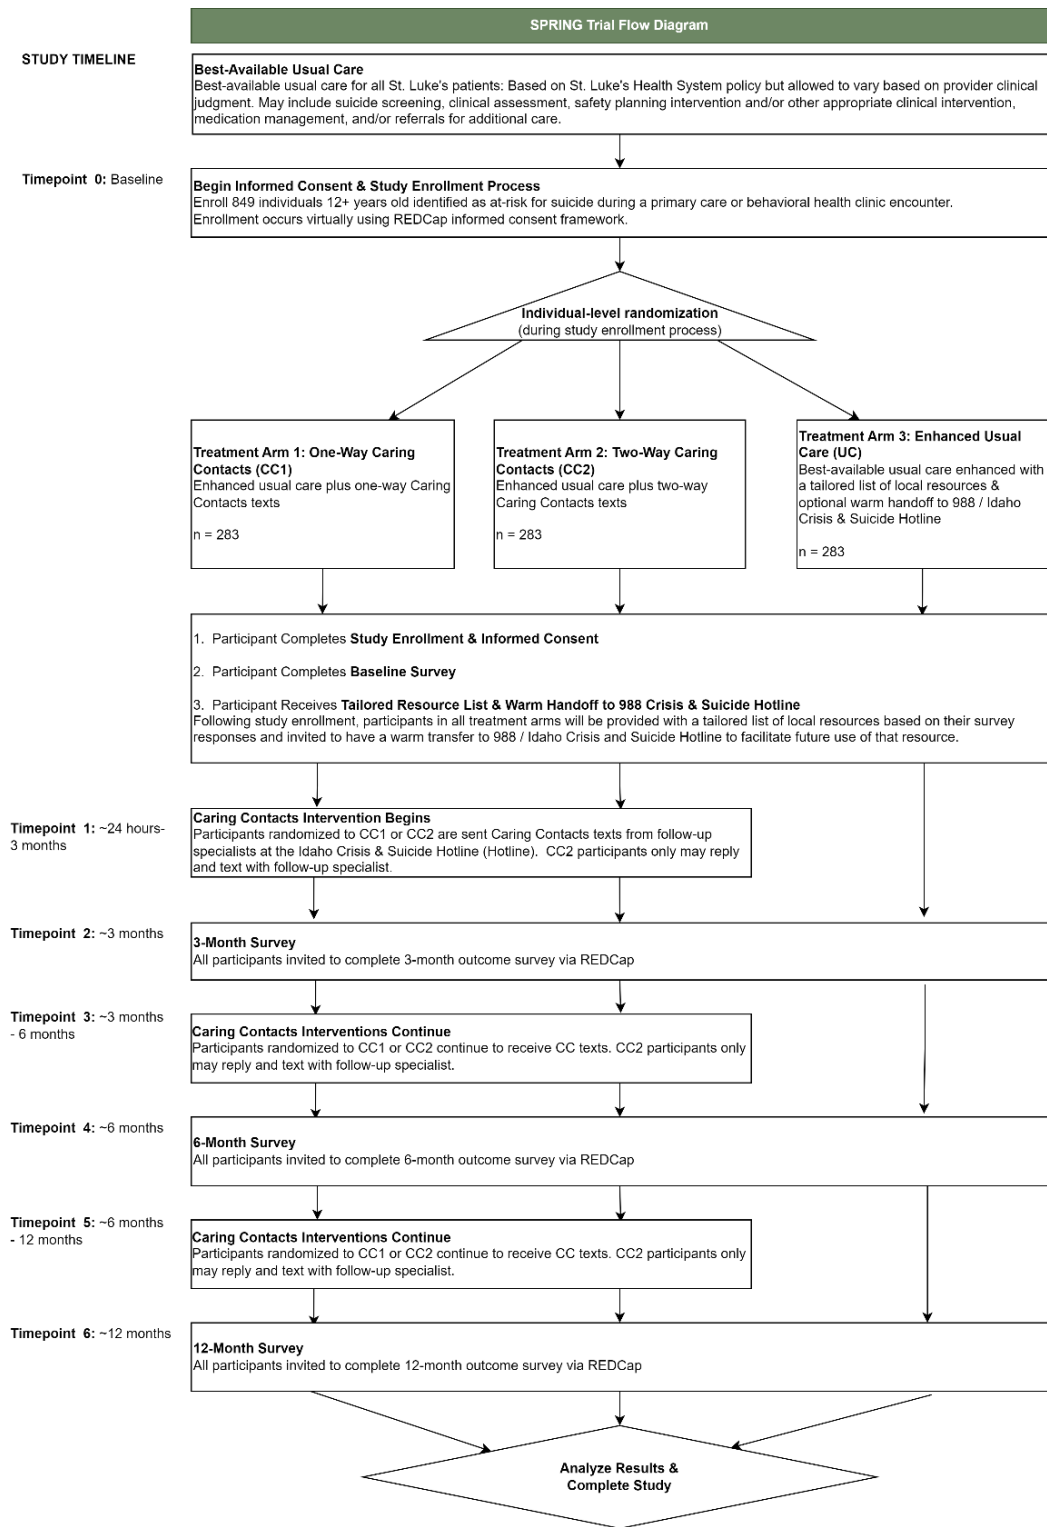 SPRING Trial Flow Diagram
STUDY TIMELINE
Best-Available Usual Care
Best-available usual care for all St. Luke's patients: Based on St. Luke's Health System policy but allowed to vary based on provider clinical
judgment. May include suicide screening, clinical assessment, safety planning intervention and/or other appropriate clinical intervention,
medication management, and/or referrals for additional care.
Timepoint 0: Baseline
Begin Informed Consent & Study Enrollment Process
Enroll 849 individuals 12+ years old identified as at-risk for suicide during a primary care or behavioral health clinic encounter.
Enrollment occurs virtually using REDCap informed consent framework.
Individual-level randomization
(during study enrollment process)
Treatment Arm 1: One-Way Caring
Contacts (CC1)
Enhanced usual care plus one-way Caring
Contacts texts
n = 283
Treatment Arm 2: Two-Way Caring
Contacts (CC2)
Enhanced usual care plus two-way
Caring Contacts texts
n = 283
Treatment Arm 3: Enhanced Usual
Care (UC)
Best-available usual care enhanced with
a tailored list of local resources &
optional warm handoff to 988 / Idaho
Crisis & Suicide Hotline
n = 283
1. Participant Completes Study Enrollment & Informed Consent
2. Participant Completes Baseline Survey
3. Participant Receives Tailored Resource List & Warm Handoff to 988 Crisis & Suicide Hotline
Following study enrollment, participants in all treatment arms will be provided with a tailored list of local resources based on their survey
responses and invited to have a warm transfer to 988 / Idaho Crisis and Suicide Hotline to facilitate future use of that resource.
Timepoint 1: ~24 hours-
3 months
Caring Contacts Intervention Begins
Participants randomized to CC1 or CC2 are sent Caring Contacts texts from follow-up
specialists at the Idaho Crisis & Suicide Hotline (Hotline). CC2 participants only may reply
and text with follow-up specialist.
Timepoint 2: ~3 months
3-Month Survey
All participants invited to complete 3-month outcome survey via REDCap
Timepoint 3: ~3 months
- 6 months
Caring Contacts Interventions Continue
Participants randomized to CC1 or CC2 continue to receive CC texts. CC2 participants only
may reply and text with follow-up specialist.
Timepoint 4: ~6 months
6-Month Survey
All participants invited to complete 6-month outcome survey via REDCap
Timepoint 5: ~6 months
- 12 months
Caring Contacts Interventions Continue
Participants randomized to CC1 or CC2 continue to receive CC texts. CC2 participants only
may reply and text with follow-up specialist.
Timepoint 6: ~12 months
12-Month Survey
All participants invited to complete 12-month outcome survey via REDCap
Analyze Results &
Complete Study